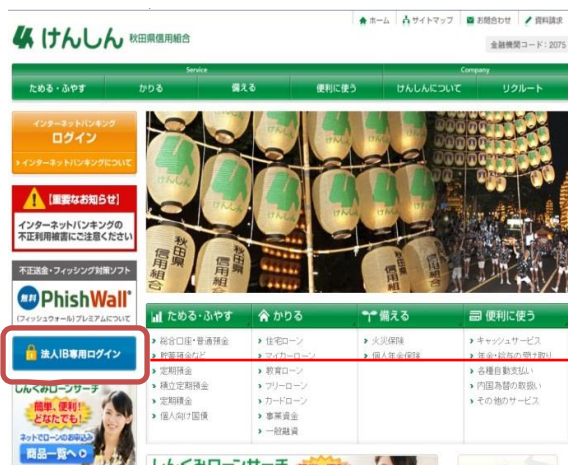 ホーム サイトマップ お問合わせ 資料請求
けんしん 秋田県信用組合
金融機関コード：2075
Service Company
ためる・ふやす かりる 備える 便利に使う けんしんについて リクルート
インターネットバンキング
ログイン
インターネットバンキングについて
【重要なお知らせ】
インターネットバンキングの
不正利用被害にご注意ください
不正送金・フィッシング対策ソフト
無料 PhishWall
(フィッシュウォール)プレミアムについて
法人IB専用ログイン
しんくみローンサーチ
簡単、便利!
どなたでも!
ネットでローンのお申込み
商品一覧へ
けんしん
秋田県
信用組合
ためる・ふやす
総合口座・普通預金
貯蓄預金など
定期預金
積立定期預金
定期積金
個人向け国債
かりる
住宅ローン
マイカーローン
教育ローン
フリーローン
カードローン
事業資金
一般融資
備える
火災保険
個人年金保険
便利に使う
キャッシュサービス
年金・給与の受け取り
各種自動支払い
内国為替の取扱い
その他のサービス
しんくみローンサーチ